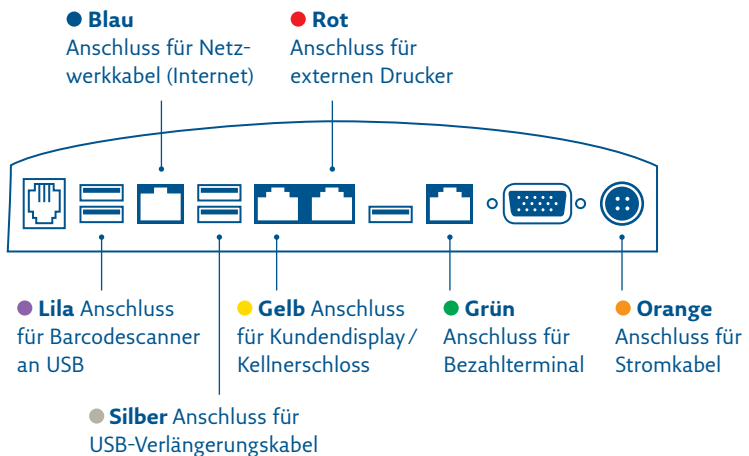 Blau
Anschluss für Netz-
werkkabel (Internet)
Rot
Anschluss für
externen Drucker
Lila Anschluss
für Barcodescanner
an USB
Gelb Anschluss
für Kundendisplay /
Kellnerschloss
Grün
Anschluss für
Bezahlterminal
Orange
Anschluss für
Stromkabel
Silber Anschluss für
USB-Verlängerungskabel